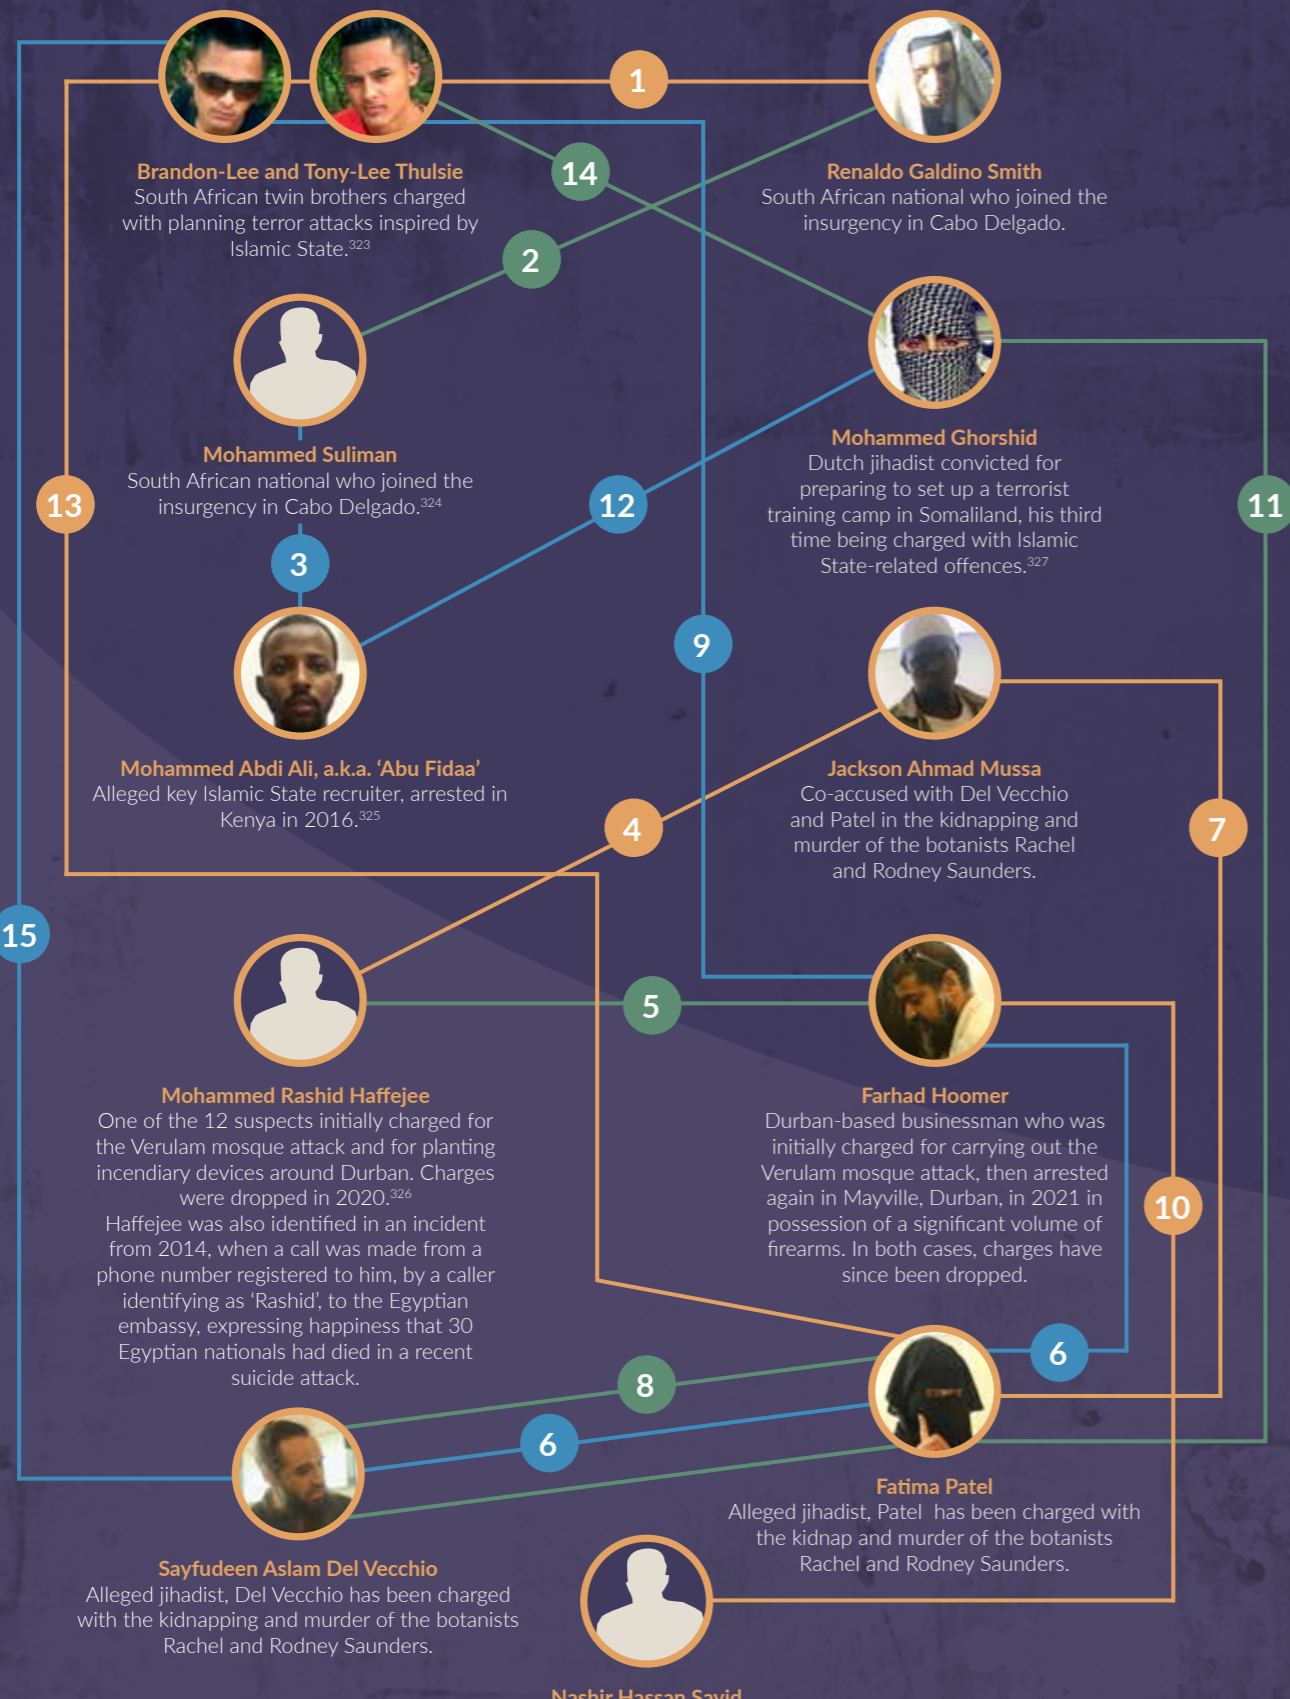 1
Brandon-Lee and Tony-Lee Thulsie
South African twin brothers charged
with planning terror attacks inspired by
Islamic State.323
Renaldo Galdino Smith
South African national who joined the
insurgency in Cabo Delgado.
14
2
Mohammed Suliman
South African national who joined the
insurgency in Cabo Delgado.324
Mohammed Ghorshid
Dutch jihadist convicted for
preparing to set up a terrorist
training camp in Somaliland, his third
time being charged with Islamic
State-related offences.327
13
12
11
3
9
Mohammed Abdi Ali, a.k.a. ‘Abu Fidaa’
Alleged key Islamic State recruiter, arrested in
Kenya in 2016.325
Jackson Ahmad Mussa
Co-accused with Del Vecchio
and Patel in the kidnapping and
murder of the botanists Rachel
and Rodney Saunders.
4
7
15
5
Mohammed Rashid Haffejee
One of the 12 suspects initially charged for
the Verulam mosque attack and for planting
incendiary devices around Durban. Charges
were dropped in 2020.326
Haffejee was also identified in an incident
from 2014, when a call was made from a
phone number registered to him, by a caller
identifying as ‘Rashid’, to the Egyptian
embassy, expressing happiness that 30
Egyptian nationals had died in a recent
suicide attack.
Farhad Hoomer
Durban-based businessman who was
initially charged for carrying out the
Verulam mosque attack, then arrested
again in Mayville, Durban, in 2021 in
possession of a significant volume of
firearms. In both cases, charges have
since been dropped.
10
6
8
6
Fatima Patel
Alleged jihadist, Patel has been charged with
the kidnap and murder of the botanists
Rachel and Rodney Saunders.
Sayfudeen Aslam Del Vecchio
Alleged jihadist, Del Vecchio has been charged
with the kidnapping and murder of the botanists
Rachel and Rodney Saunders.
Nashir Hassan Sayid